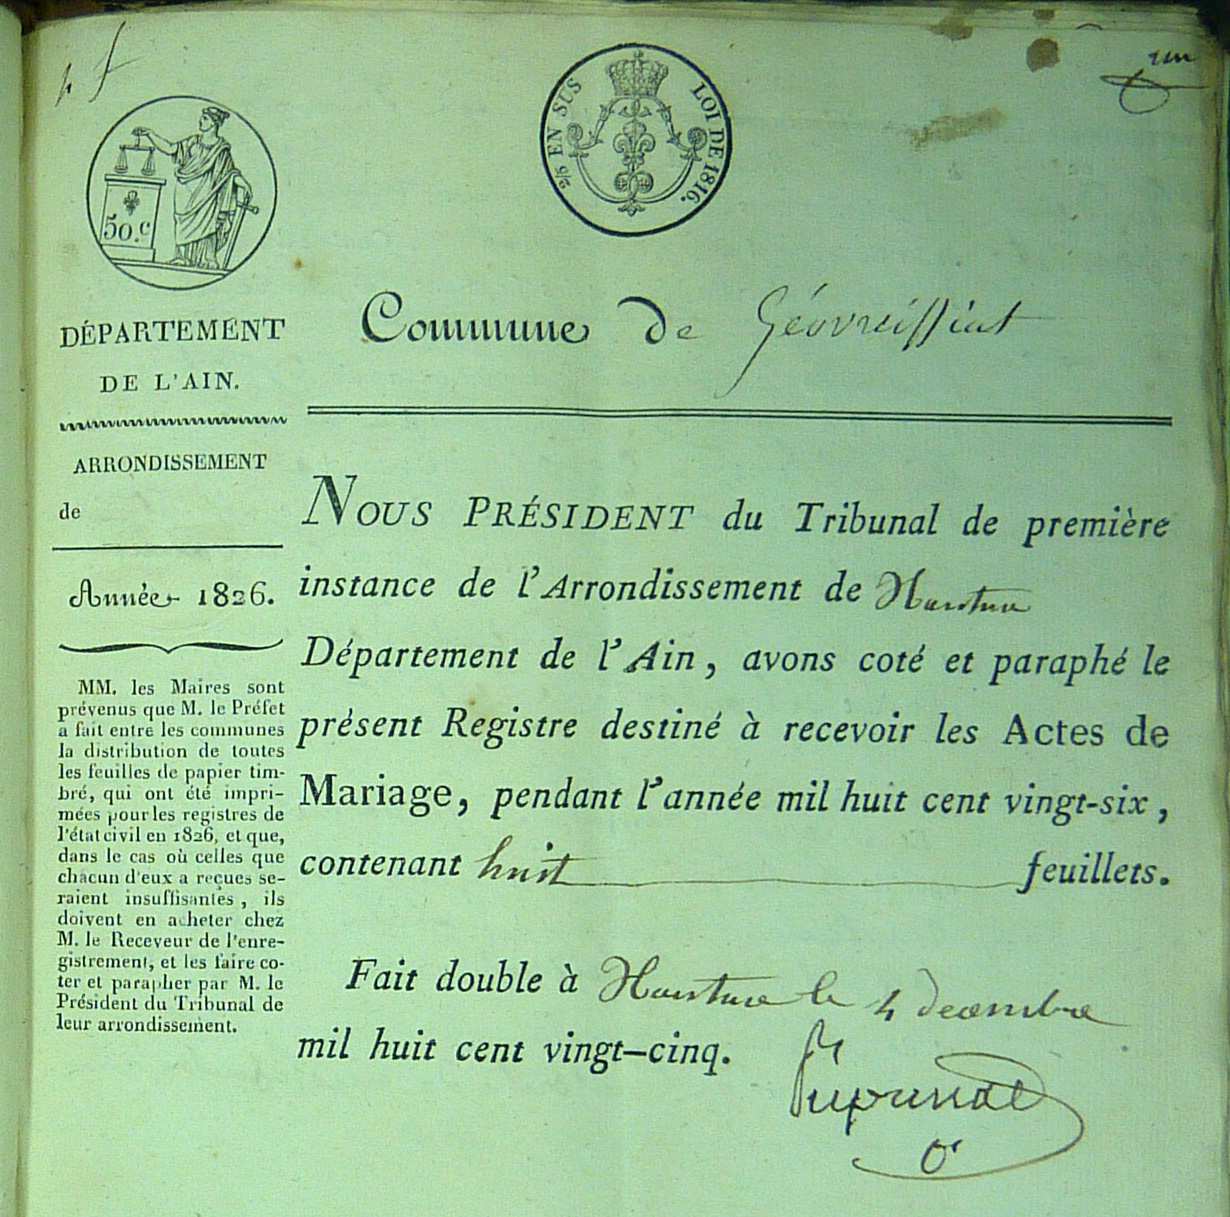 un
2/5 EN SUS LOI DE 1816.
50.c
DÉPARTEMENT
DE L'AIN.
ARRONDISSEMENT
de
Année 1826.
MM. les Maires sont
prévenus que M. le Préfet
a fait entre les communes
la distribution de toutes
les feuilles de papier tim-
bré, qui ont été impri-
mées pour les registres de
l'état civil en 1826, et que,
dans le cas où celles que
chacun d'eux a reçues se-
raient insuffisantes, ils
doivent en acheter chez
M. le Receveur de l'enre-
gistrement, et les faire co-
ter et parapher par M. le
Président du Tribunal de
leur arrondissement.
Commune de Géovreissiat
NOUS PRÉSIDENT du Tribunal de première
instance de l'Arrondissement de Nantua
Département de l'Ain, avons coté et paraphé le
présent Registre destiné à recevoir les Actes de
Mariage, pendant l'année mil huit cent vingt-six,
contenant huit feuillets.
Fait double à Nantua le 4 decembre
mil huit cent vingt-cinq.